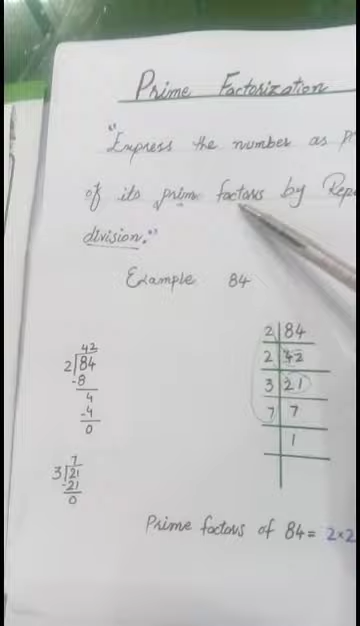 Prime Factorization
"Express the number as p
of its prime factors by Rep
division."
Example 84
42
2 84
-8
4
-4
0
7
3 21
-21
0
2 84
2 42
3 21
7 7
1
Prime factors of 84 = 2×2